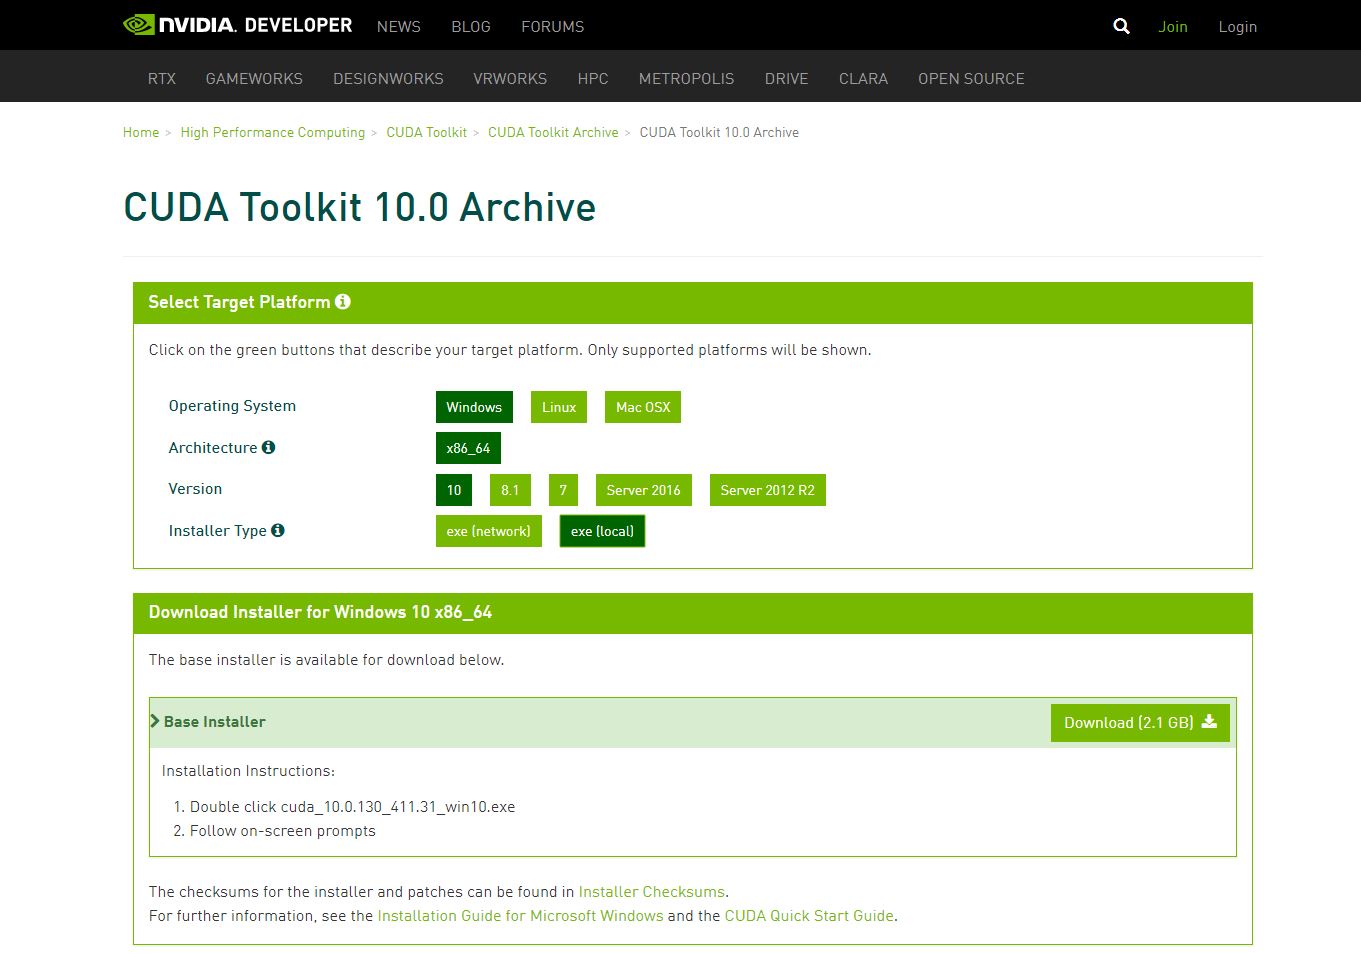 NVIDIA. DEVELOPER NEWS BLOG FORUMS Join Login
RTX GAMEWORKS DESIGNWORKS VRWORKS HPC METROPOLIS DRIVE CLARA OPEN SOURCE
Home > High Performance Computing > CUDA Toolkit > CUDA Toolkit Archive > CUDA Toolkit 10.0 Archive
CUDA Toolkit 10.0 Archive
Select Target Platform
Click on the green buttons that describe your target platform. Only supported platforms will be shown.
Operating System Windows Linux Mac OSX
Architecture x86_64
Version 10 8.1 7 Server 2016 Server 2012 R2
Installer Type exe (network) exe (local)
Download Installer for Windows 10 x86_64
The base installer is available for download below.
Base Installer Download (2.1 GB)
Installation Instructions:
1. Double click cuda_10.0.130_411.31_win10.exe
2. Follow on-screen prompts
The checksums for the installer and patches can be found in Installer Checksums.
For further information, see the Installation Guide for Microsoft Windows and the CUDA Quick Start Guide.